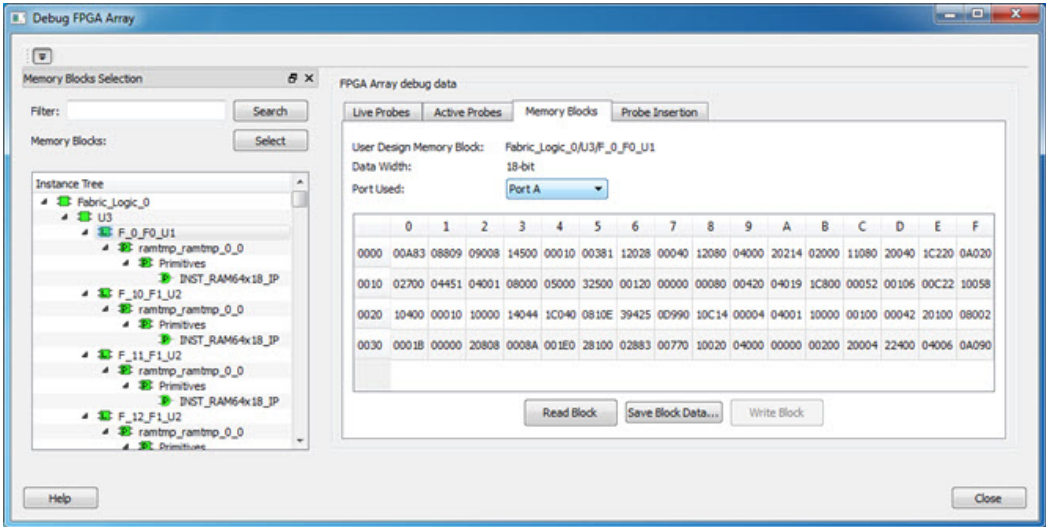 Debug FPGA Array
Memory Blocks Selection
Filter: Search
Memory Blocks: Select
Instance Tree
Fabric_Logic_0
U3
F_0_F0_U1
ramtmp_ramtmp_0_0
Primitives
INST_RAM64x18_IP
F_10_F1_U2
ramtmp_ramtmp_0_0
Primitives
INST_RAM64x18_IP
F_11_F1_U2
ramtmp_ramtmp_0_0
Primitives
INST_RAM64x18_IP
F_12_F1_U2
ramtmp_ramtmp_0_0
Primitives
FPGA Array debug data
Live Probes Active Probes Memory Blocks Probe Insertion
User Design Memory Block: Fabric_Logic_0/U3/F_0_F0_U1
Data Width: 18-bit
Port Used: Port A
0 1 2 3 4 5 6 7 8 9 A B C D E F
0000 00A83 08809 09008 14500 00010 00381 12028 00040 12080 04000 20214 02000 11080 20040 1C220 0A020
0010 02700 04451 04001 08000 05000 32500 00120 00000 00080 00420 04019 1C800 00052 00106 00C22 10058
0020 10400 00010 10000 14044 1C040 0810E 39425 0D990 10C14 00004 04001 10000 00100 00042 20100 08002
0030 0001B 00000 20808 0008A 001E0 28100 02883 00770 10020 04000 00000 00200 20004 22400 04006 0A090
Read Block Save Block Data... Write Block
Help Close